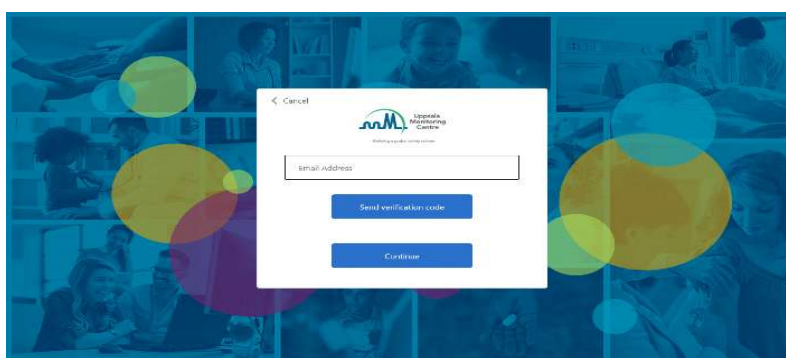 Cancel
Uppsala
Monitoring
Centre
Email Address
Send verification code
Continue